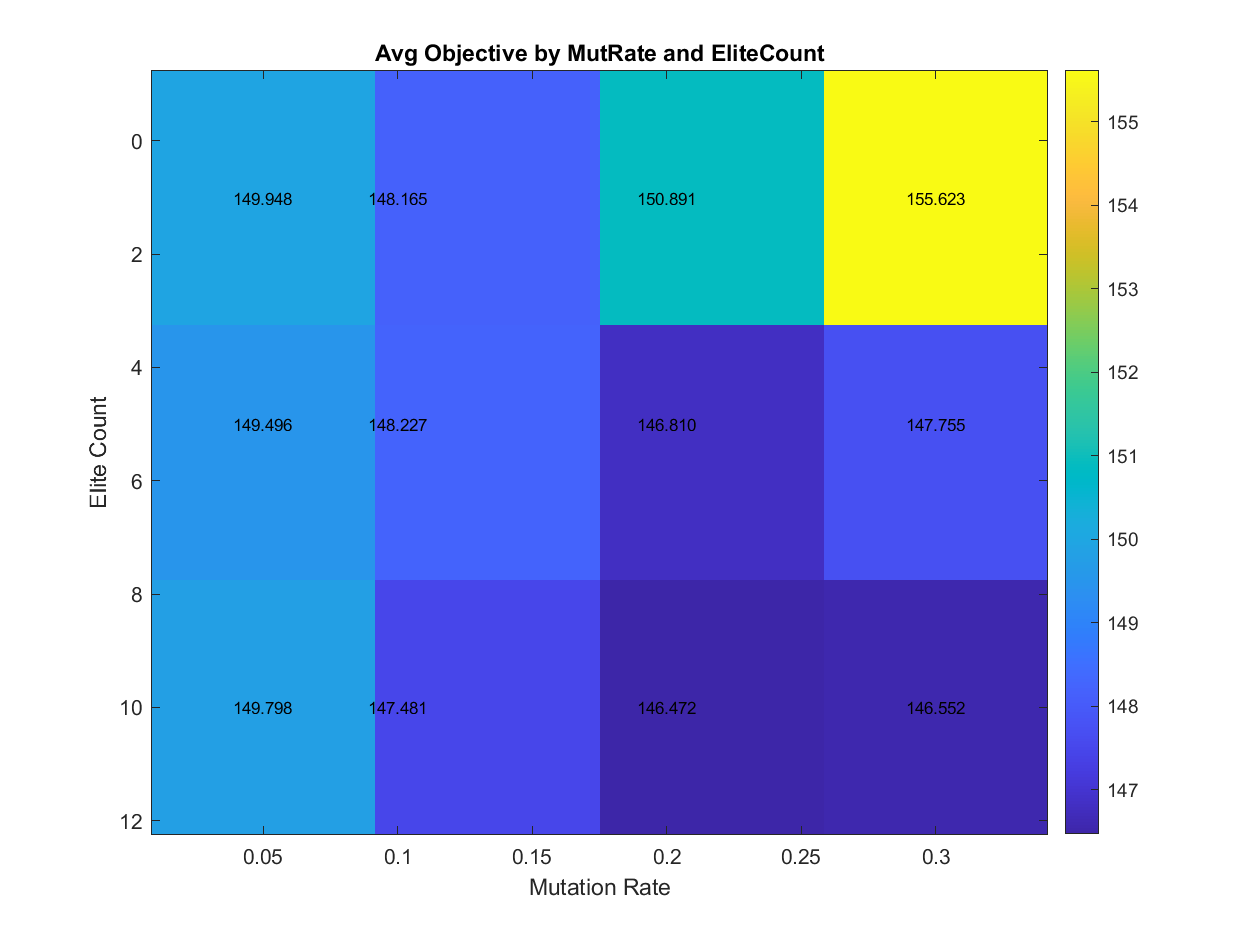 Avg Objective by MutRate and EliteCount
0
2
4
6
8
10
12
Elite Count
149.948 148.165 150.891 155.623
149.496 148.227 146.810 147.755
149.798 147.481 146.472 146.552
0.05 0.1 0.15 0.2 0.25 0.3
Mutation Rate
155
154
153
152
151
150
149
148
147